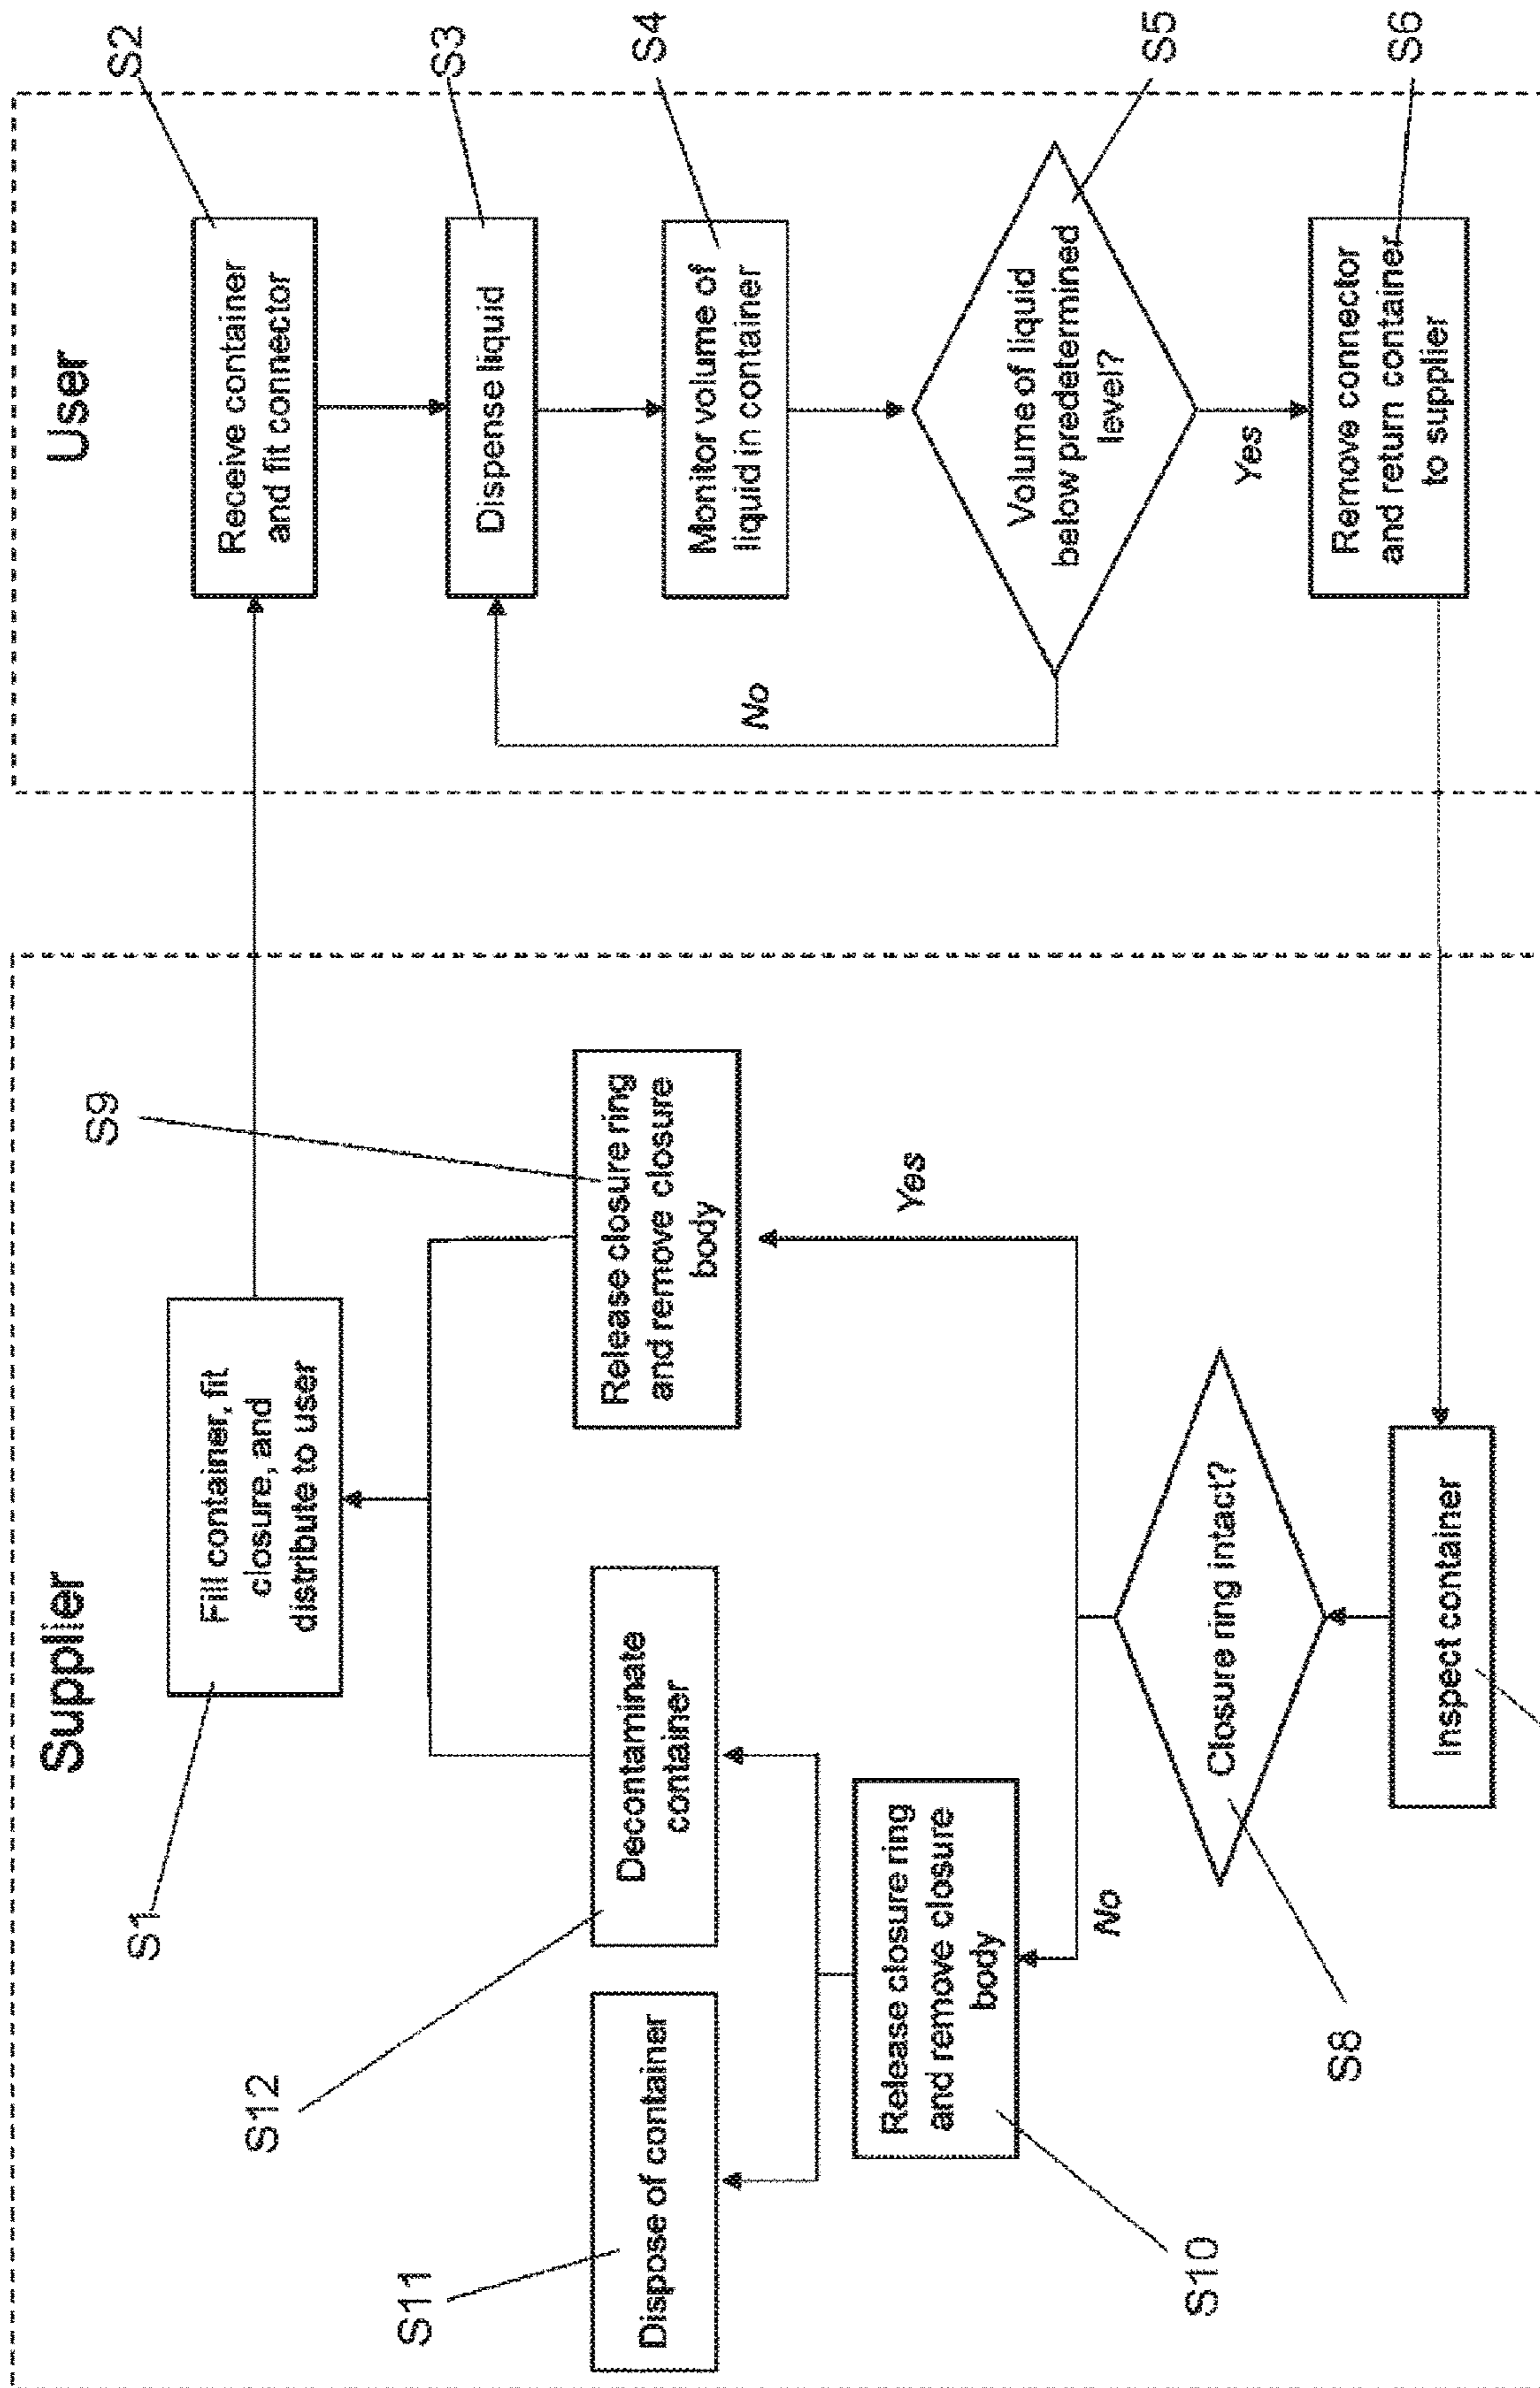 Supplier
S1
Fill container, fit
closure, and
distribute to user
S9
Release closure ring
and remove closure
body
S12
Decontaminate
container
S11
Dispose of container
S10
Release closure ring
and remove closure
body
No
Yes
S8
Closure ring intact?
Inspect container
User
S2
Receive container
and fit connector
S3
Dispense liquid
S4
Monitor volume of
liquid in container
S5
Volume of liquid
below predetermined
level?
No
Yes
S6
Remove connector
and return container
to supplier